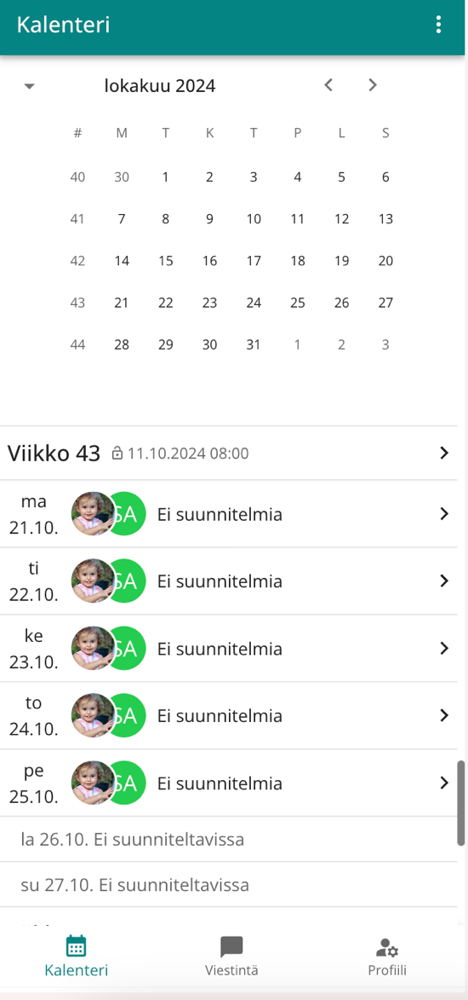 Kalenteri
lokakuu 2024
# M T K T P L S
40 30 1 2 3 4 5 6
41 7 8 9 10 11 12 13
42 14 15 16 17 18 19 20
43 21 22 23 24 25 26 27
44 28 29 30 31 1 2 3
Viikko 43 11.10.2024 08:00
ma
21.10.
SA Ei suunnitelmia
ti
22.10.
SA Ei suunnitelmia
ke
23.10.
SA Ei suunnitelmia
to
24.10.
SA Ei suunnitelmia
pe
25.10.
SA Ei suunnitelmia
la 26.10. Ei suunniteltavissa
su 27.10. Ei suunniteltavissa
Kalenteri Viestintä Profiili